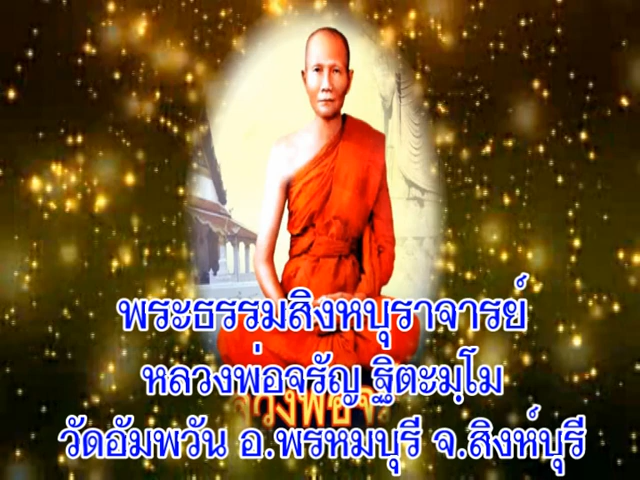 พระธรรมสิงหบุราจารย์
หลวงพ่อจรัญ ฐิตะมฺโม
วัดอัมพวัน อ.พรหมบุรี จ.สิงห์บุรี